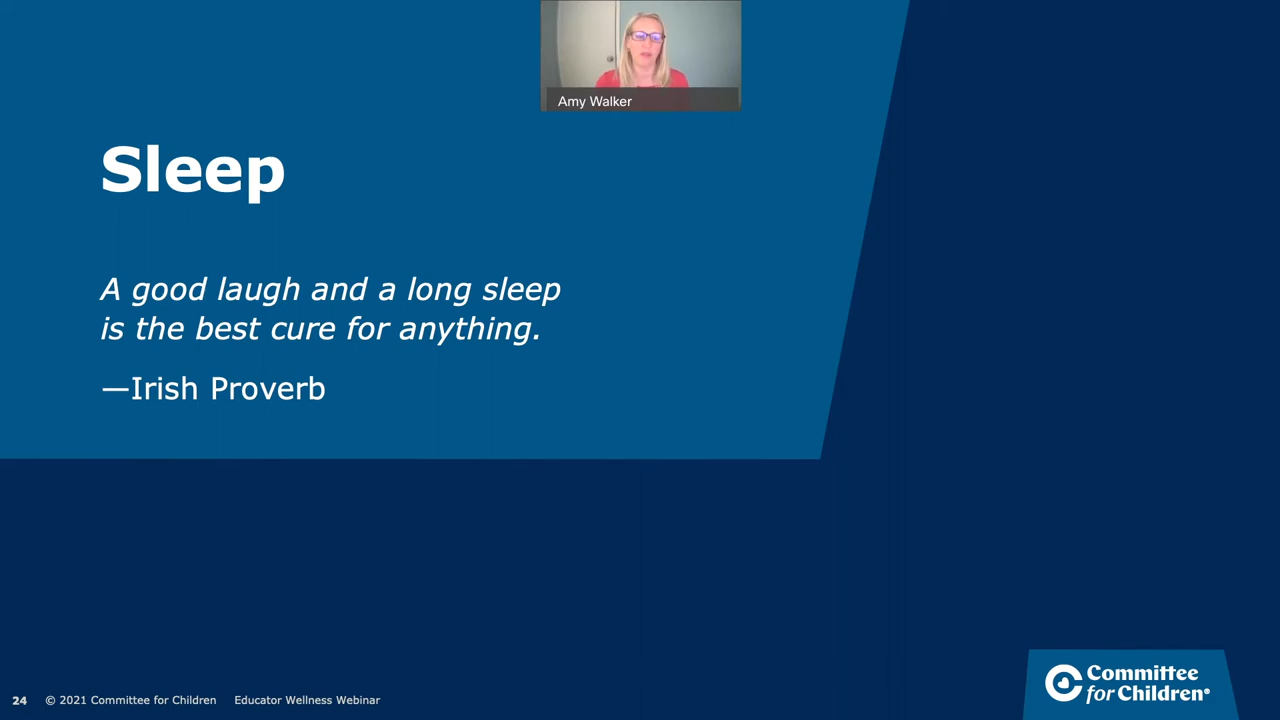 Amy Walker
Sleep
A good laugh and a long sleep
is the best cure for anything.
—Irish Proverb
24 © 2021 Committee for Children Educator Wellness Webinar
Committee
for Children®